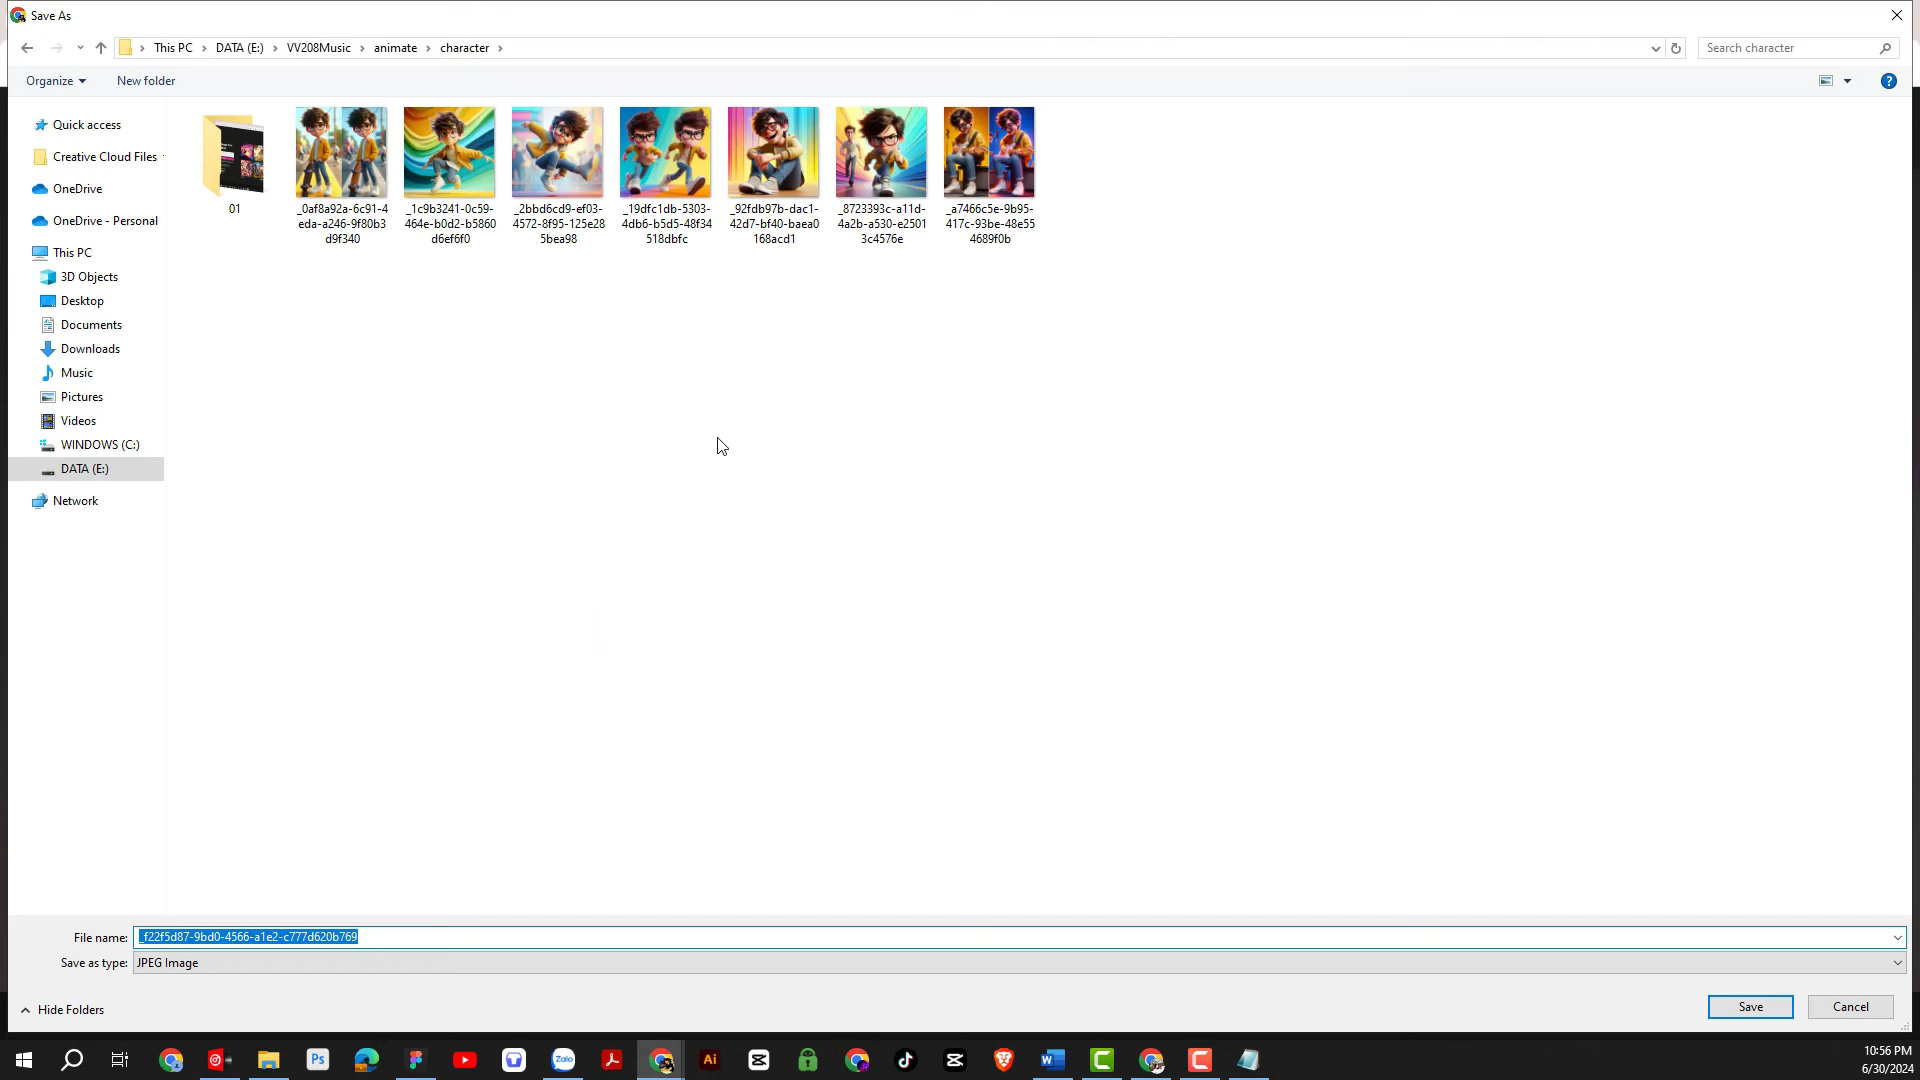 Save As
This PC > DATA (E:) > VV208Music > animate > character >
Search character
Organize
New folder
Quick access
Creative Cloud Files
OneDrive
OneDrive - Personal
This PC
3D Objects
Desktop
Documents
Downloads
Music
Pictures
Videos
WINDOWS (C:)
DATA (E:)
Network
01
_0af8a92a-6c91-4
eda-a246-9f80b3
d9f340
_1c9b3241-0c59-
464e-b0d2-b5860
d6ef6f0
_2bbd6cd9-ef03-
4572-8f95-125e28
5bea98
_19dfc1db-5303-
4db6-b5d5-48f34
518dbfc
_92fdb97b-dac1-
42d7-bf40-baea0
168acd1
_8723393c-a11d-
4a2b-a530-e2501
3c4576e
_a7466c5e-9b95-
417c-93be-48e55
4689f0b
File name: _f22f5d87-9bd0-4566-a1e2-c777d620b769
Save as type: JPEG Image
Hide Folders
Save
Cancel
Ps
Zalo
Ai
10:56 PM
6/30/2024